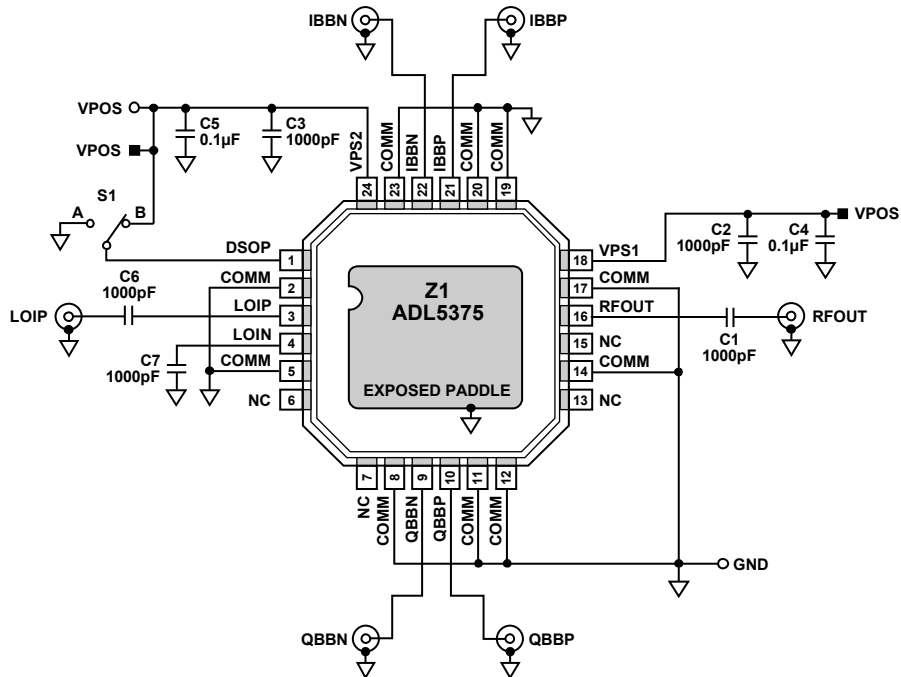 IBBN
IBBP
VPOS
C5
0.1µF
C3
1000pF
VPOS
S1
A
B
VPS2
COMM
IBBN
IBBP
COMM
COMM
24
23
22
21
20
19
DSOP
COMM
LOIP
LOIN
COMM
NC
1
2
3
4
5
6
C6
1000pF
LOIP
C7
1000pF
Z1
ADL5375
EXPOSED PADDLE
18
17
16
15
14
13
VPS1
COMM
RFOUT
NC
COMM
NC
C2
1000pF
C4
0.1µF
VPOS
C1
1000pF
RFOUT
7
8
9
10
11
12
NC
COMM
QBBN
QBBP
COMM
COMM
GND
QBBN
QBBP